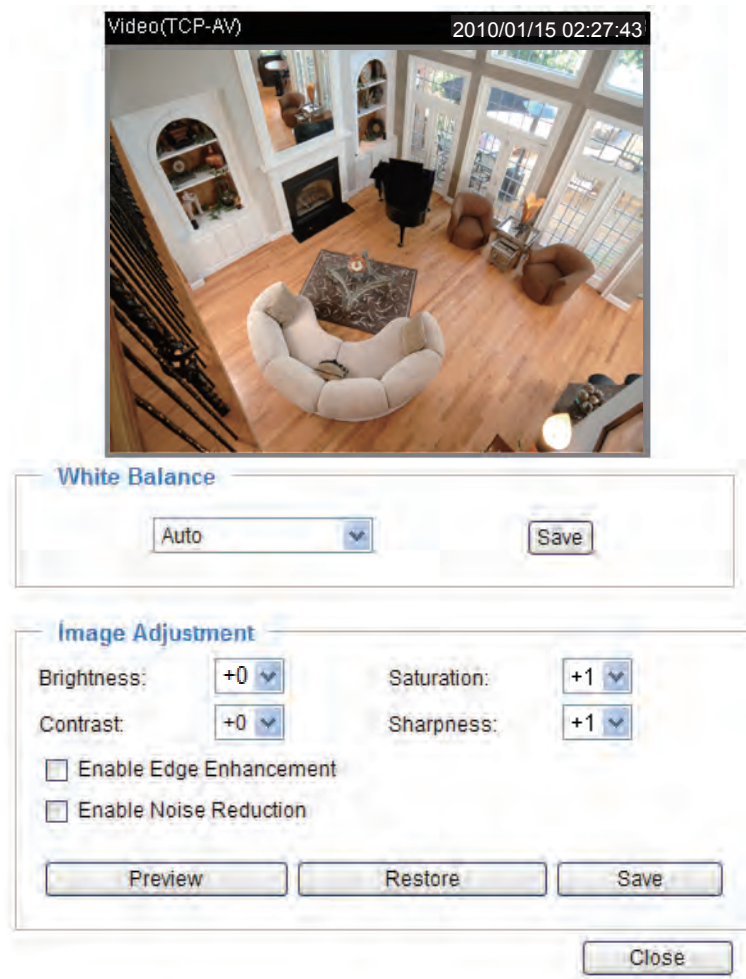 Video(TCP-AV) 2010/01/15 02:27:43
White Balance
Auto Save
Image Adjustment
Brightness: +0 Saturation: +1
Contrast: +0 Sharpness: +1
Enable Edge Enhancement
Enable Noise Reduction
Preview Restore Save
Close